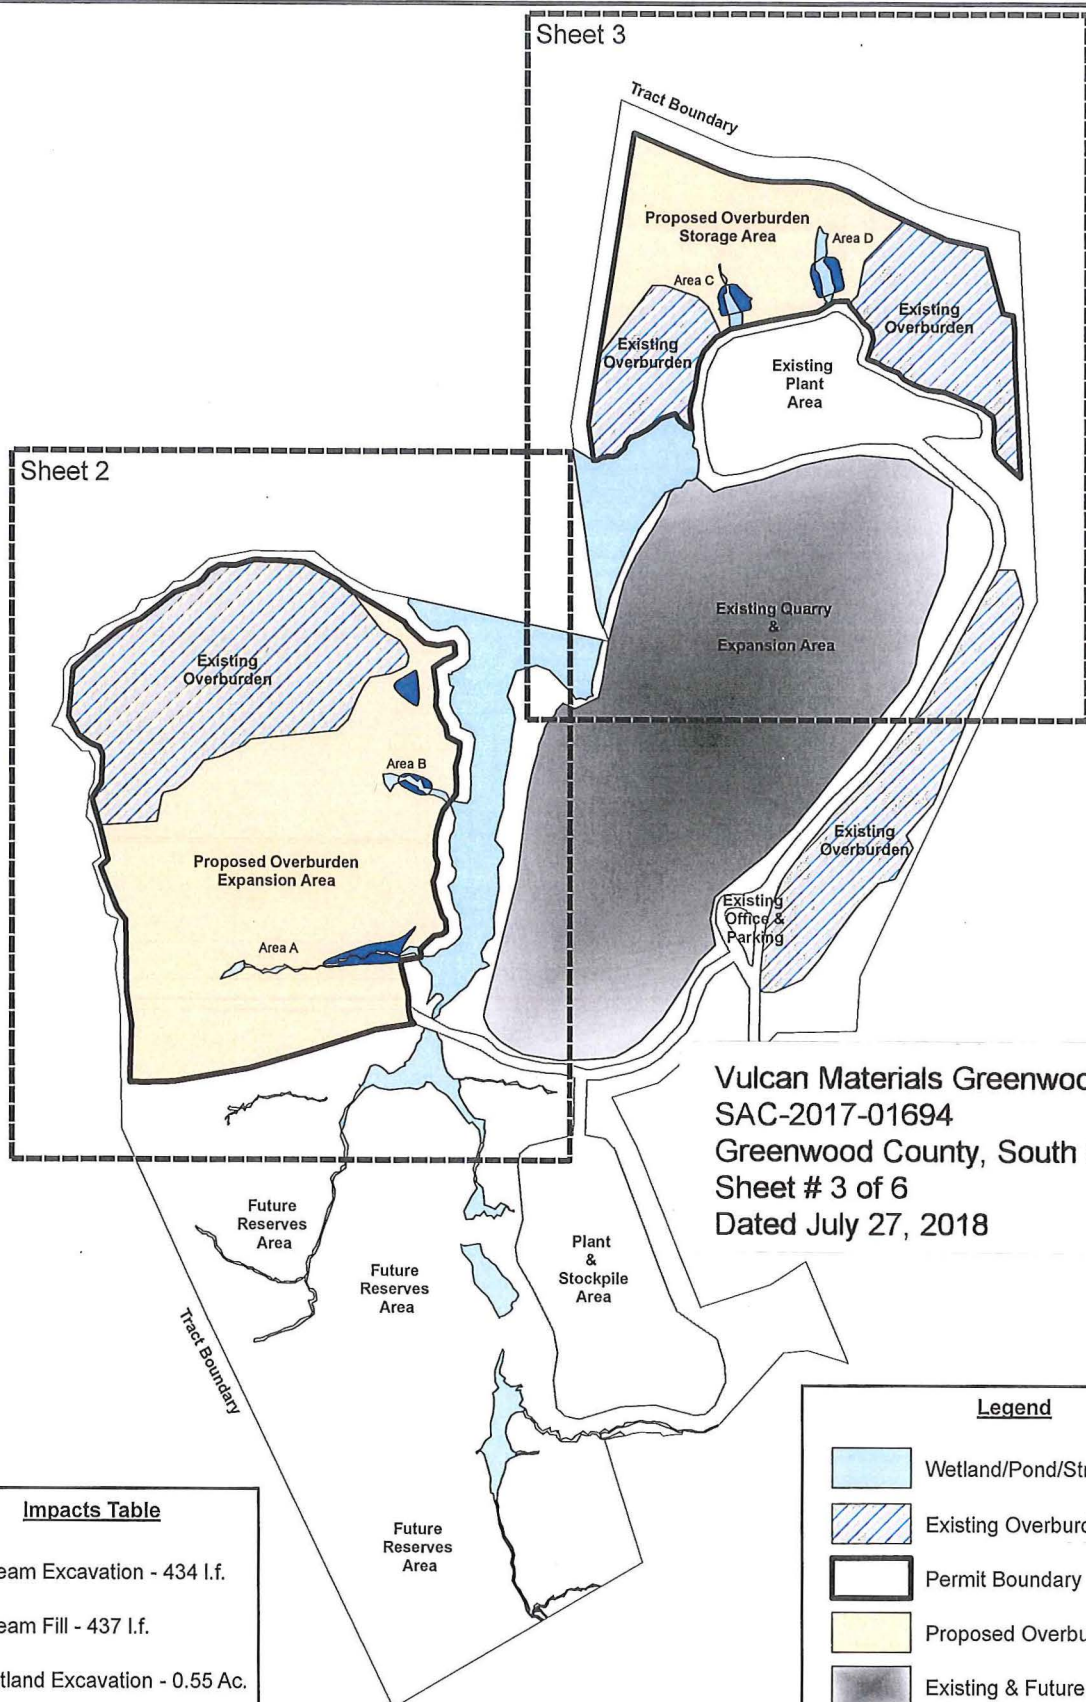 Sheet 3
Tract Boundary
Proposed Overburden
Storage Area
Area D
Area C
Existing
Overburden
Existing
Overburden
Existing
Plant
Area
Sheet 2
Existing Quarry
&
Expansion Area
Existing
Overburden
Area B
Existing
Overburden
Proposed Overburden
Expansion Area
Existing
Office &
Parking
Area A
Vulcan Materials Greenwoo
SAC-2017-01694
Greenwood County, South
Sheet # 3 of 6
Dated July 27, 2018
Future
Reserves
Area
Future
Reserves
Area
Plant
&
Stockpile
Area
Tract Boundary
Future
Reserves
Area
Impacts Table
eam Excavation - 434 l.f.
eam Fill - 437 l.f.
tland Excavation - 0.55 Ac.
Legend
Wetland/Pond/Str
Existing Overburd
Permit Boundary
Proposed Overbu
Existing & Future